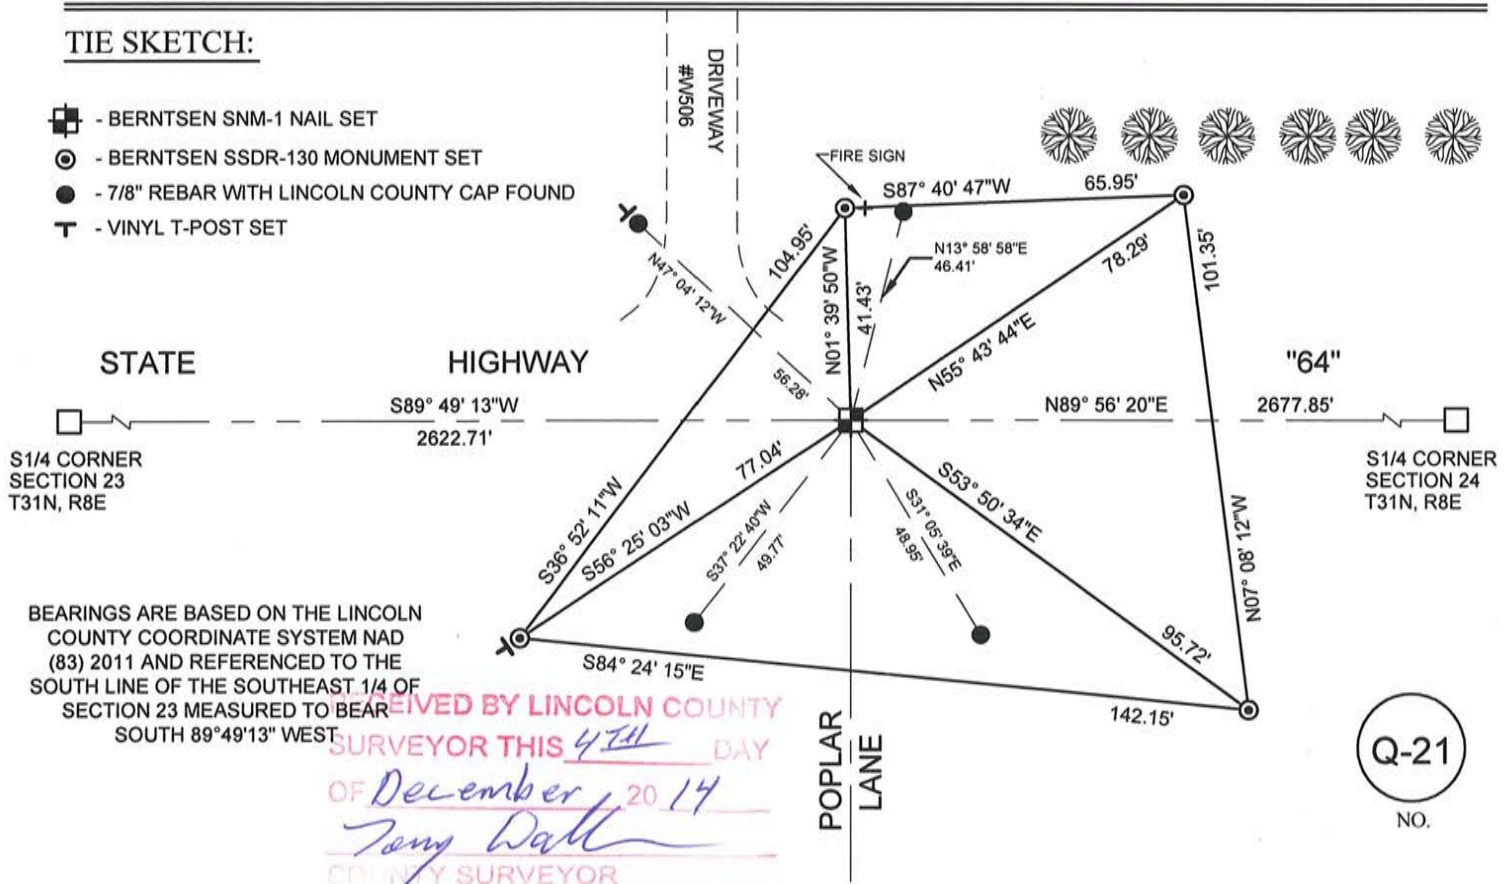 TIE SKETCH:
- BERNTSEN SNM-1 NAIL SET
- BERNTSEN SSDR-130 MONUMENT SET
- 7/8" REBAR WITH LINCOLN COUNTY CAP FOUND
- VINYL T-POST SET
DRIVEWAY
#W506
FIRE SIGN
S87° 40' 47"W
65.95'
N13° 58' 58"E
46.41'
104.95'
N47° 04' 12"W
56.28'
N01° 39' 50"W
41.43'
78.29'
N55° 43' 44"E
101.35'
STATE HIGHWAY "64"
S89° 49' 13"W
2622.71'
N89° 56' 20"E
2677.85'
S1/4 CORNER
SECTION 23
T31N, R8E
S1/4 CORNER
SECTION 24
T31N, R8E
77.04'
S36° 52' 11"W
S56° 25' 03"W
S37° 22' 40"W
49.77'
S31° 05' 39"E
48.95'
S53° 50' 34"E
95.72'
N07° 08' 12"W
S84° 24' 15"E
142.15'
BEARINGS ARE BASED ON THE LINCOLN
COUNTY COORDINATE SYSTEM NAD
(83) 2011 AND REFERENCED TO THE
SOUTH LINE OF THE SOUTHEAST 1/4 OF
SECTION 23 MEASURED TO BEAR
SOUTH 89°49'13" WEST
RECEIVED BY LINCOLN COUNTY
SURVEYOR THIS 4TH DAY
OF December 2014
Tony Dall
COUNTY SURVEYOR
POPLAR
LANE
Q-21
NO.